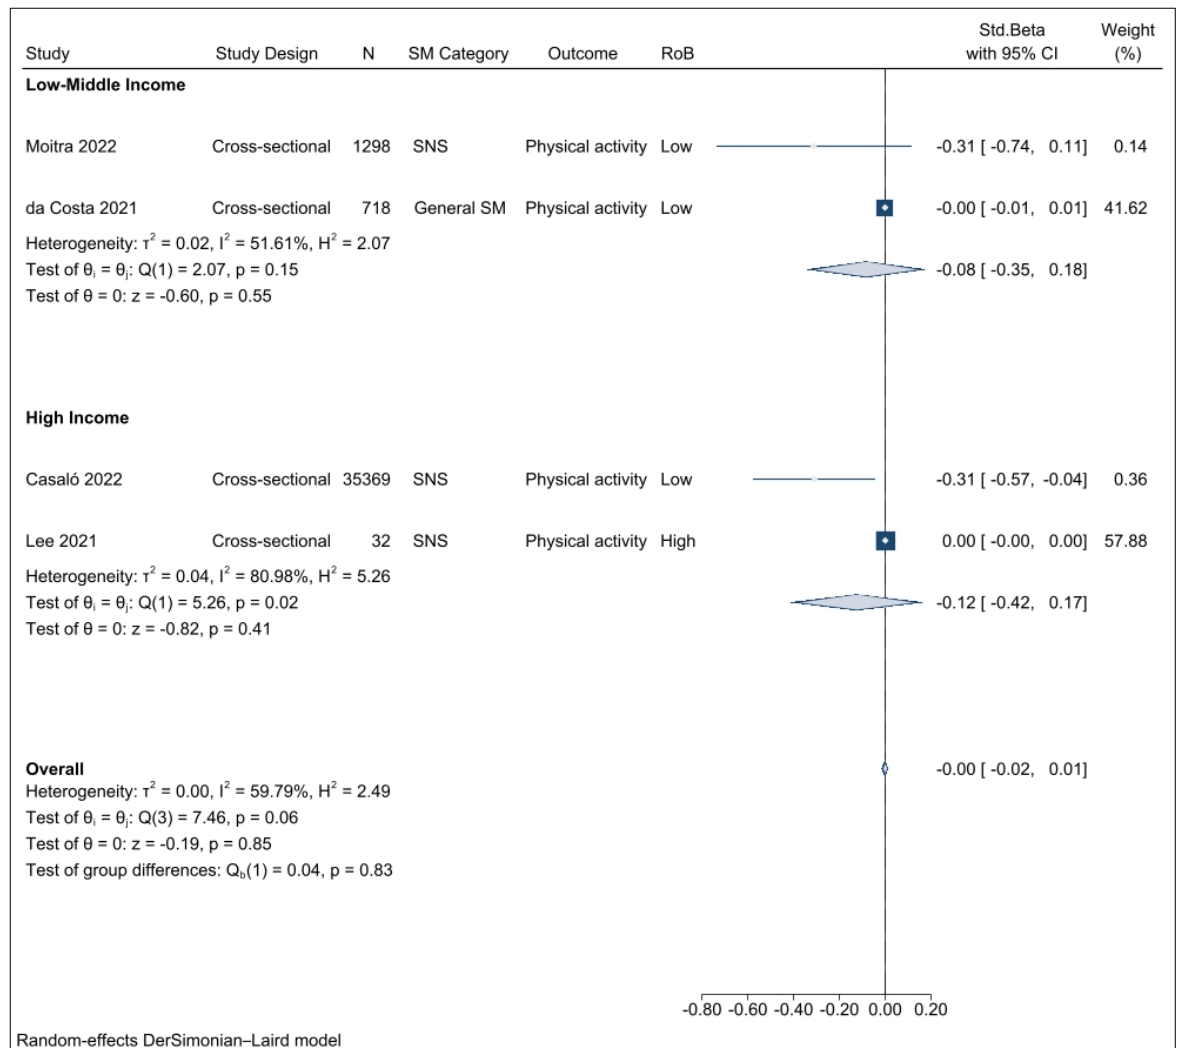 Std.Beta Weight
Study Study Design N SM Category Outcome RoB with 95% CI (%)
Low-Middle Income
Moitra 2022 Cross-sectional 1298 SNS Physical activity Low -0.31 [ -0.74, 0.11] 0.14
da Costa 2021 Cross-sectional 718 General SM Physical activity Low -0.00 [ -0.01, 0.01] 41.62
Heterogeneity: τ² = 0.02, I² = 51.61%, H² = 2.07
Test of θᵢ = θⱼ: Q(1) = 2.07, p = 0.15 -0.08 [ -0.35, 0.18]
Test of θ = 0: z = -0.60, p = 0.55
High Income
Casaló 2022 Cross-sectional 35369 SNS Physical activity Low -0.31 [ -0.57, -0.04] 0.36
Lee 2021 Cross-sectional 32 SNS Physical activity High 0.00 [ -0.00, 0.00] 57.88
Heterogeneity: τ² = 0.04, I² = 80.98%, H² = 5.26
Test of θᵢ = θⱼ: Q(1) = 5.26, p = 0.02 -0.12 [ -0.42, 0.17]
Test of θ = 0: z = -0.82, p = 0.41
Overall -0.00 [ -0.02, 0.01]
Heterogeneity: τ² = 0.00, I² = 59.79%, H² = 2.49
Test of θᵢ = θⱼ: Q(3) = 7.46, p = 0.06
Test of θ = 0: z = -0.19, p = 0.85
Test of group differences: Q_b(1) = 0.04, p = 0.83
-0.80 -0.60 -0.40 -0.20 0.00 0.20
Random-effects DerSimonian–Laird model